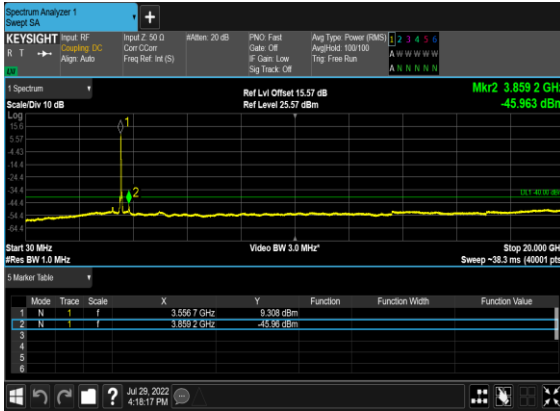 Spectrum Analyzer 1
Swept SA
+
KEYSIGHT Input: RF Input Z: 50 Ω #Atten: 20 dB PNO: Fast Avg Type: Power (RMS) 1 2 3 4 5 6
R T Coupling: DC Corr CCorr Gate: Off Avg|Hold: 100/100 A W W W W W
Align: Auto Freq Ref: Int (S) IF Gain: Low Trig: Free Run
Sig Track: Off A N N N N N
1 Spectrum
Ref Lvl Offset 15.57 dB Mkr2 3.859 2 GHz
Scale/Div 10 dB Ref Level 25.57 dBm -45.963 dBm
Log
15.6
5.57
-4.43
-14.4
-24.4
-34.4
-44.4
-54.4
-64.4
1
2
DL1 -40.00 dBm
Start 30 MHz Video BW 3.0 MHz* Stop 20.000 GHz
#Res BW 1.0 MHz Sweep ~38.3 ms (40001 pts)
5 Marker Table
Mode Trace Scale X Y Function Function Width Function Value
1 N 1 f 3.556 7 GHz 9.308 dBm
2 N 1 f 3.859 2 GHz -45.96 dBm
3
4
5
6
?
Jul 29, 2022
4:18:17 PM